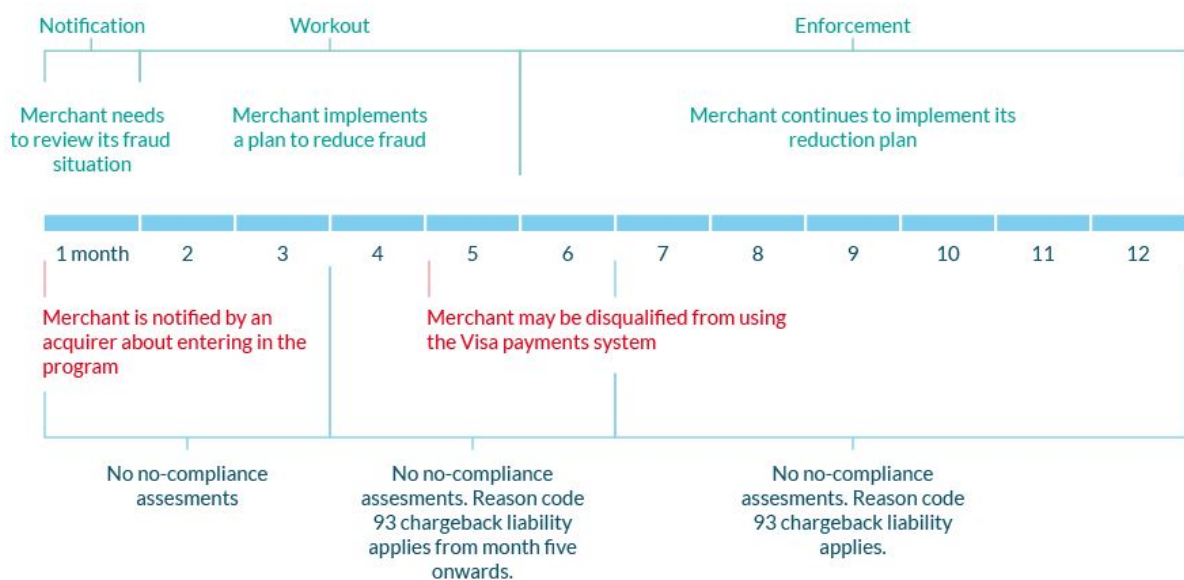 Notification
Workout
Enforcement
Merchant needs
to review its fraud
situation
Merchant implements
a plan to reduce fraud
Merchant continues to implement its
reduction plan
1 month
2
3
4
5
6
7
8
9
10
11
12
Merchant is notified by an
acquirer about entering in the
program
Merchant may be disqualified from using
the Visa payments system
No no-compliance
assesments
No no-compliance
assesments. Reason code
93 chargeback liability
applies from month five
onwards.
No no-compliance
assesments. Reason code
93 chargeback liability
applies.